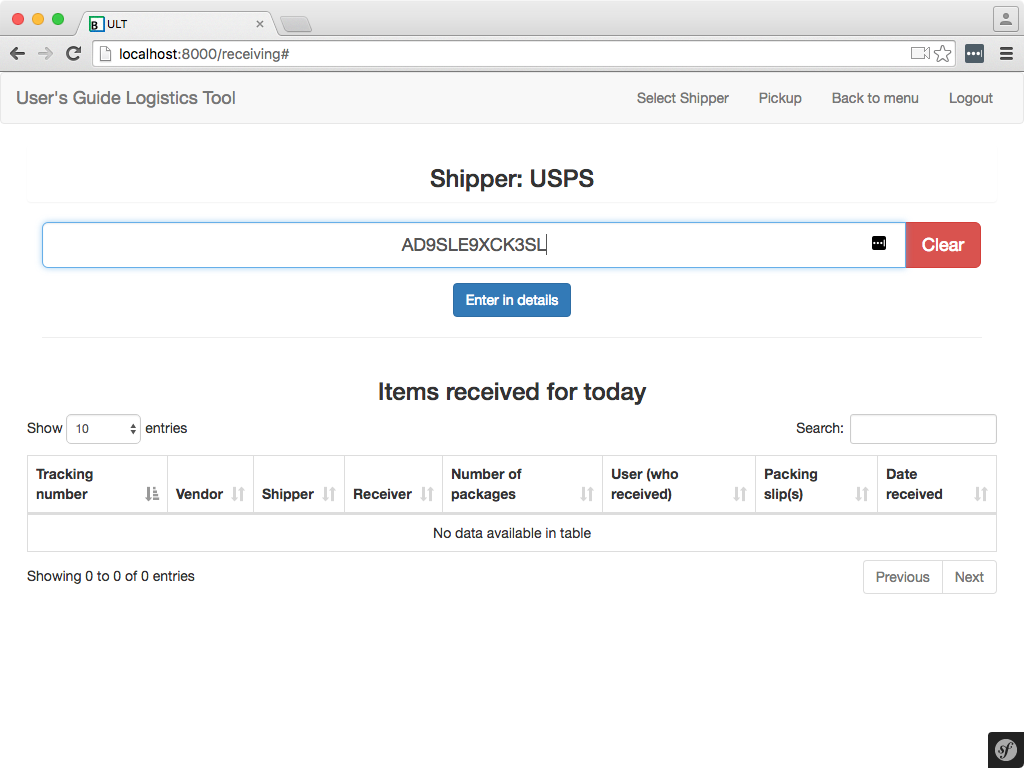 B ULT
localhost:8000/receiving#
User's Guide Logistics Tool Select Shipper Pickup Back to menu Logout
Shipper: USPS
AD9SLE9XCK3SL Clear
Enter in details
Items received for today
Show 10 entries Search:
Tracking number Vendor Shipper Receiver Number of packages User (who received) Packing slip(s) Date received
No data available in table
Showing 0 to 0 of 0 entries Previous Next
sf